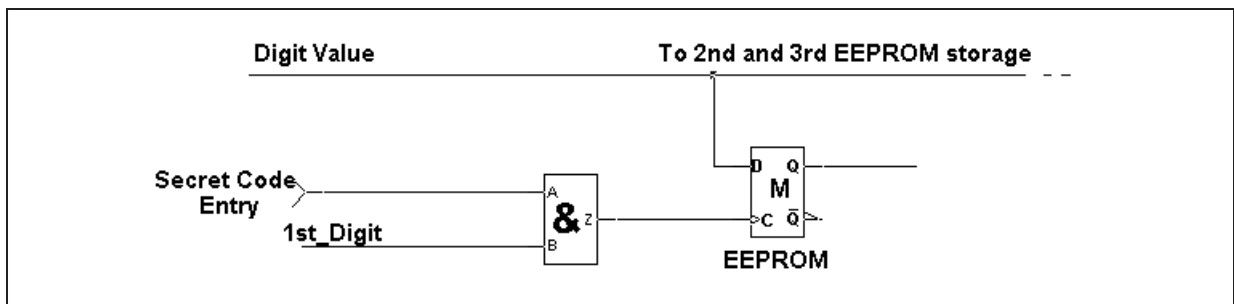 Digit Value
To 2nd and 3rd EEPROM storage
Secret Code
Entry
1st_Digit
A
B
&
Z
D
Q
M
C
Q̅
EEPROM